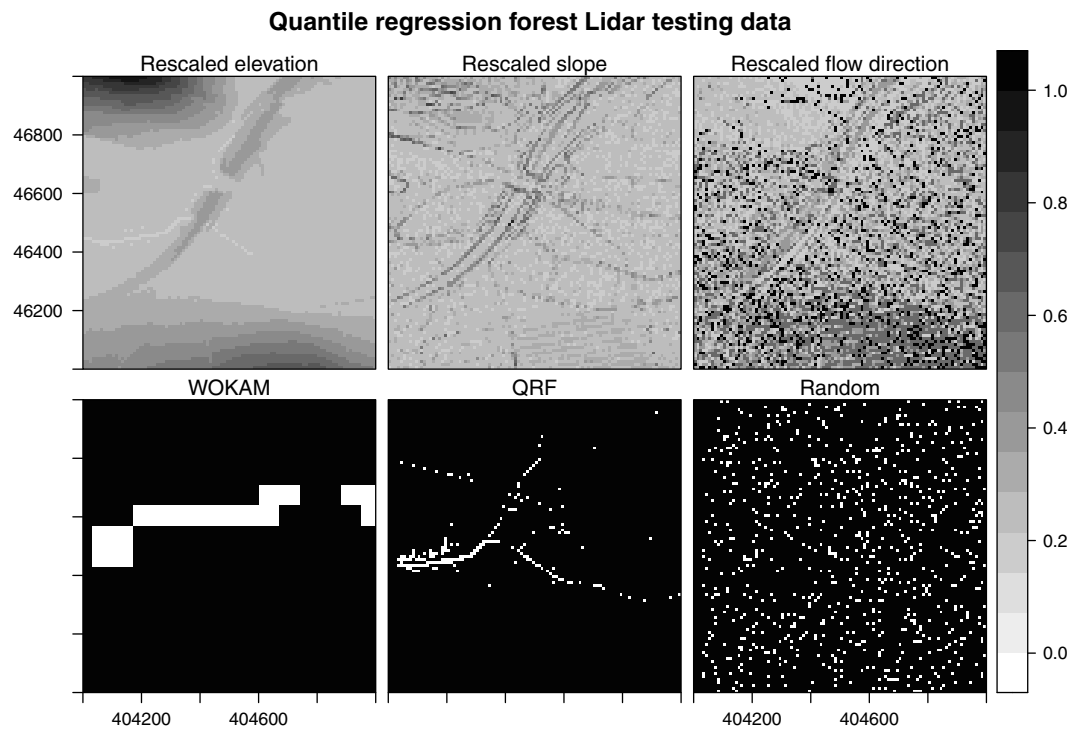 Quantile regression forest Lidar testing data
Rescaled elevation
Rescaled slope
Rescaled flow direction
46800
46600
46400
46200
WOKAM
QRF
Random
404200
404600
404200
404600
1.0
0.8
0.6
0.4
0.2
0.0